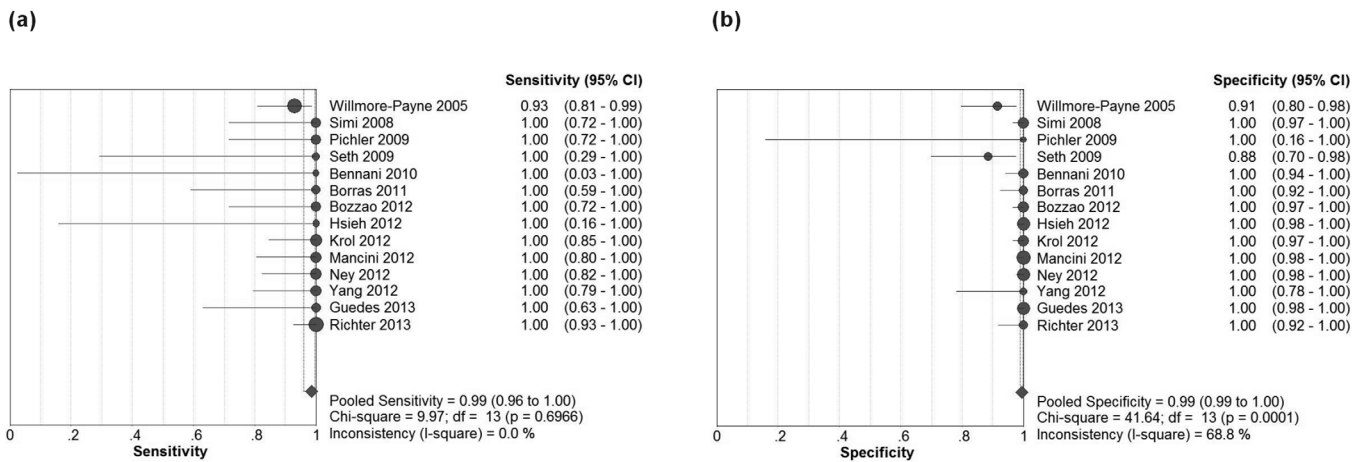 (a)
Sensitivity (95% CI)
Willmore-Payne 2005 0.93 (0.81 - 0.99)
Simi 2008 1.00 (0.72 - 1.00)
Pichler 2009 1.00 (0.72 - 1.00)
Seth 2009 1.00 (0.29 - 1.00)
Bennani 2010 1.00 (0.03 - 1.00)
Borras 2011 1.00 (0.59 - 1.00)
Bozzao 2012 1.00 (0.72 - 1.00)
Hsieh 2012 1.00 (0.16 - 1.00)
Krol 2012 1.00 (0.85 - 1.00)
Mancini 2012 1.00 (0.80 - 1.00)
Ney 2012 1.00 (0.82 - 1.00)
Yang 2012 1.00 (0.79 - 1.00)
Guedes 2013 1.00 (0.63 - 1.00)
Richter 2013 1.00 (0.93 - 1.00)
Pooled Sensitivity = 0.99 (0.96 to 1.00)
Chi-square = 9.97; df = 13 (p = 0.6966)
Inconsistency (I-square) = 0.0 %
0 .2 .4 .6 .8 1
Sensitivity
(b)
Specificity (95% CI)
Willmore-Payne 2005 0.91 (0.80 - 0.98)
Simi 2008 1.00 (0.97 - 1.00)
Pichler 2009 1.00 (0.16 - 1.00)
Seth 2009 0.88 (0.70 - 0.98)
Bennani 2010 1.00 (0.94 - 1.00)
Borras 2011 1.00 (0.92 - 1.00)
Bozzao 2012 1.00 (0.97 - 1.00)
Hsieh 2012 1.00 (0.98 - 1.00)
Krol 2012 1.00 (0.97 - 1.00)
Mancini 2012 1.00 (0.98 - 1.00)
Ney 2012 1.00 (0.98 - 1.00)
Yang 2012 1.00 (0.78 - 1.00)
Guedes 2013 1.00 (0.98 - 1.00)
Richter 2013 1.00 (0.92 - 1.00)
Pooled Specificity = 0.99 (0.99 to 1.00)
Chi-square = 41.64; df = 13 (p = 0.0001)
Inconsistency (I-square) = 68.8 %
0 .2 .4 .6 .8 1
Specificity